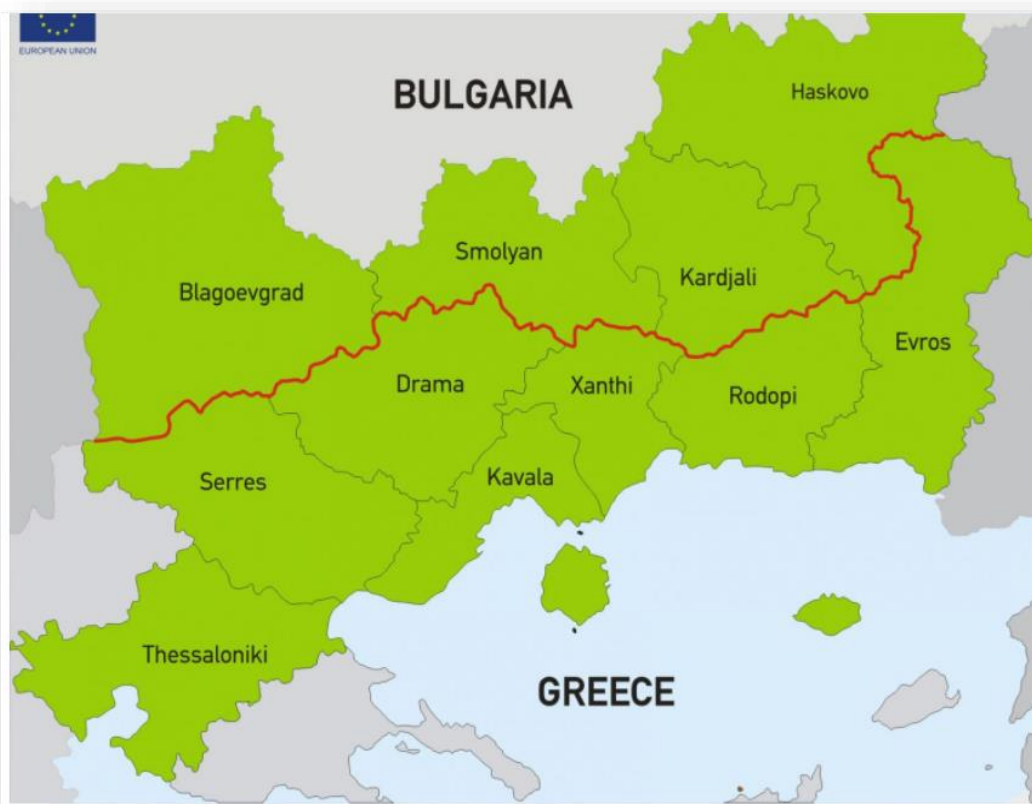 EUROPEAN UNION
BULGARIA
Haskovo
Smolyan
Kardjali
Blagoevgrad
Evros
Drama
Xanthi
Rodopi
Serres
Kavala
Thessaloniki
GREECE